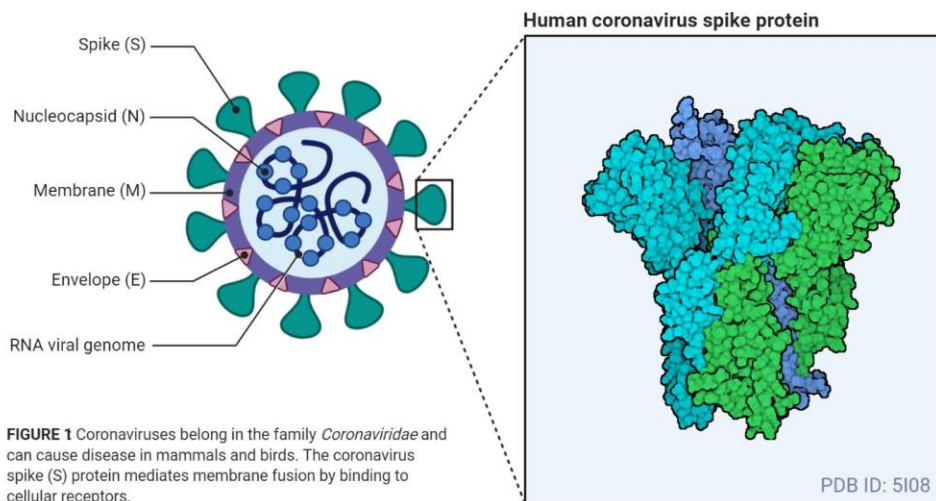 Human coronavirus spike protein
Spike (S)
Nucleocapsid (N)
Membrane (M)
Envelope (E)
RNA viral genome
FIGURE 1 Coronaviruses belong in the family Coronaviridae and
can cause disease in mammals and birds. The coronavirus
spike (S) protein mediates membrane fusion by binding to
cellular receptors.
PDB ID: 5I08